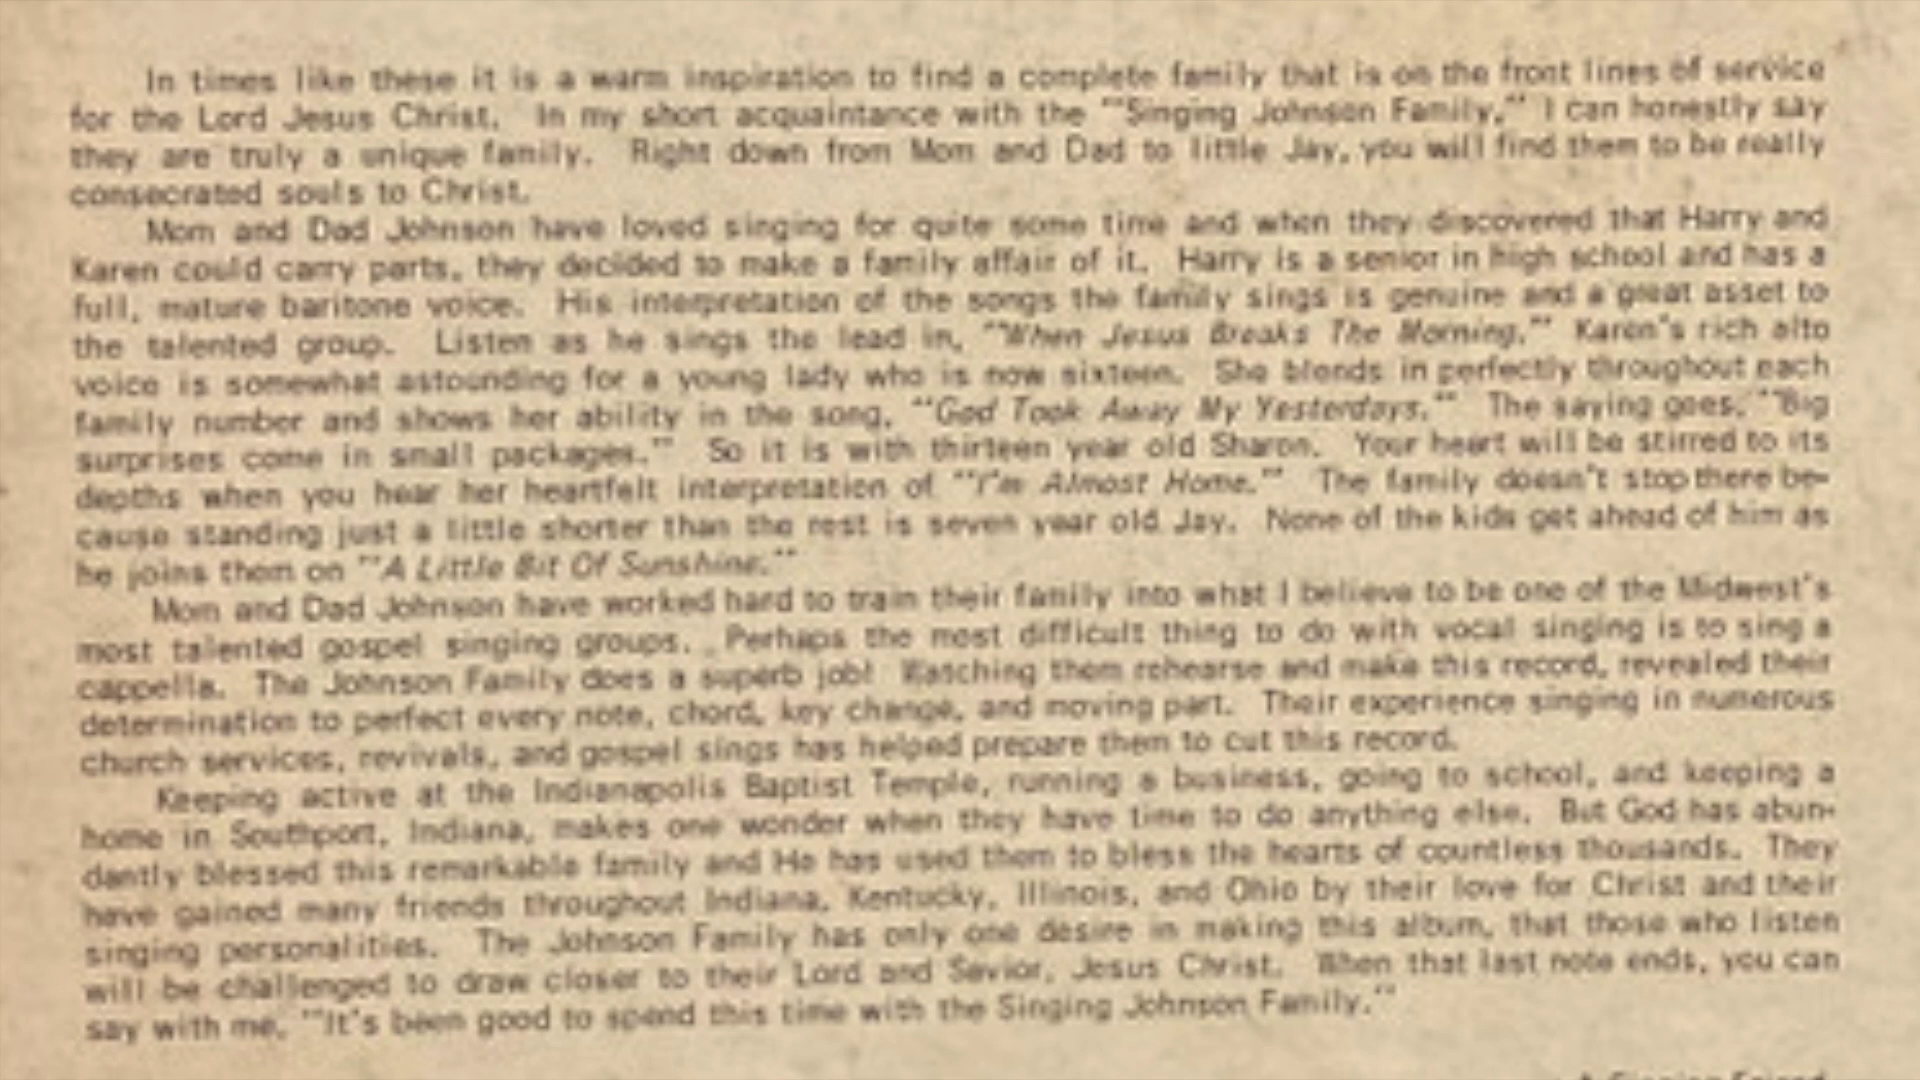 In times like these it is a warm inspiration to find a complete family that is on the front lines of service
for the Lord Jesus Christ. In my short acquaintance with the "Singing Johnson Family," I can honestly say
they are truly a unique family. Right down from Mom and Dad to little Jay, you will find them to be really
consecrated souls to Christ.
Mom and Dad Johnson have loved singing for quite some time and when they discovered that Harry and
Karen could carry parts, they decided to make a family affair of it. Harry is a senior in high school and has a
full, mature baritone voice. His interpretation of the songs the family sings is genuine and a great asset to
the talented group. Listen as he sings the lead in, "When Jesus Breaks The Morning." Karen's rich alto
voice is somewhat astounding for a young lady who is now sixteen. She blends in perfectly throughout each
family number and shows her ability in the song, "God Took Away My Yesterdays." The saying goes, "Big
surprises come in small packages." So it is with thirteen year old Sharon. Your heart will be stirred to its
depths when you hear her heartfelt interpretation of "I'm Almost Home." The family doesn't stop there be-
cause standing just a little shorter than the rest is seven year old Jay. None of the kids get ahead of him as
he joins them on "A Little Bit Of Sunshine."
Mom and Dad Johnson have worked hard to train their family into what I believe to be one of the Midwest's
most talented gospel singing groups. Perhaps the most difficult thing to do with vocal singing is to sing a
cappella. The Johnson Family does a superb job! Watching them rehearse and make this record, revealed their
determination to perfect every note, chord, key change, and moving part. Their experience singing in numerous
church services, revivals, and gospel sings has helped prepare them to cut this record.
Keeping active at the Indianapolis Baptist Temple, running a business, going to school, and keeping a
home in Southport, Indiana, makes one wonder when they have time to do anything else. But God has abun-
dantly blessed this remarkable family and He has used them to bless the hearts of countless thousands. They
have gained many friends throughout Indiana, Kentucky, Illinois, and Ohio by their love for Christ and their
singing personalities. The Johnson Family has only one desire in making this album, that those who listen
will be challenged to draw closer to their Lord and Savior, Jesus Christ. When that last note ends, you can
say with me, "It's been good to spend this time with the Singing Johnson Family."